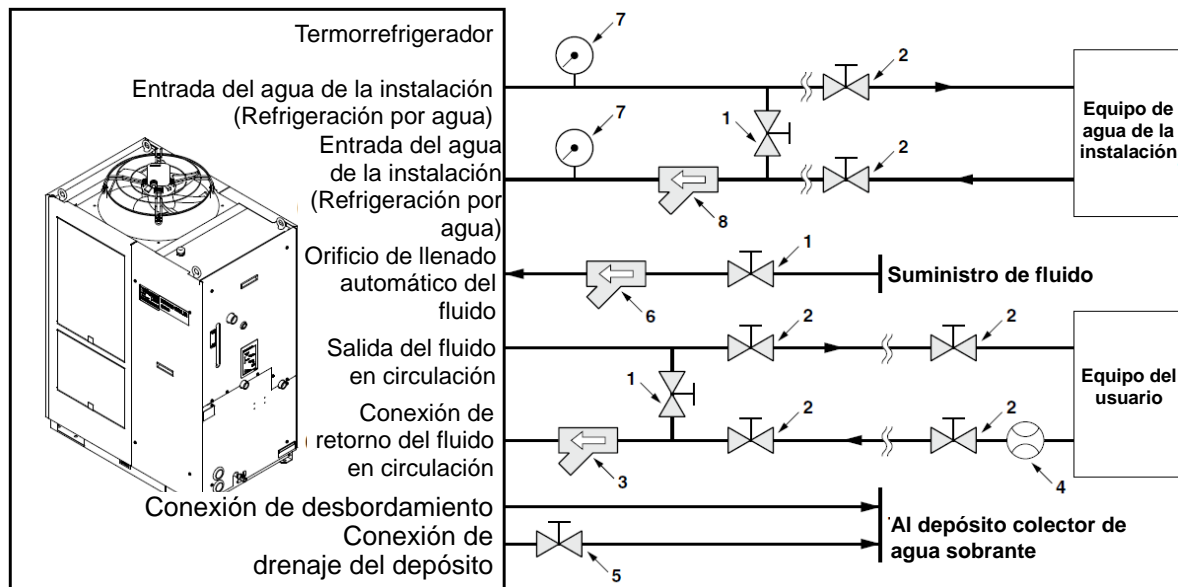 Termorrefrigerador
Entrada del agua de la instalación
(Refrigeración por agua)
Entrada del agua
de la instalación
(Refrigeración por
agua)
Orificio de llenado
automático del
fluido
Salida del fluido
en circulación
Conexión de
retorno del fluido
en circulación
Conexión de desbordamiento
Conexión de
drenaje del depósito
7
2
1
7
2
8
Equipo de
agua de la
instalación
1
6
Suministro de fluido
2
2
1
2
2
3
4
Equipo del
usuario
5
Al depósito colector de
agua sobrante